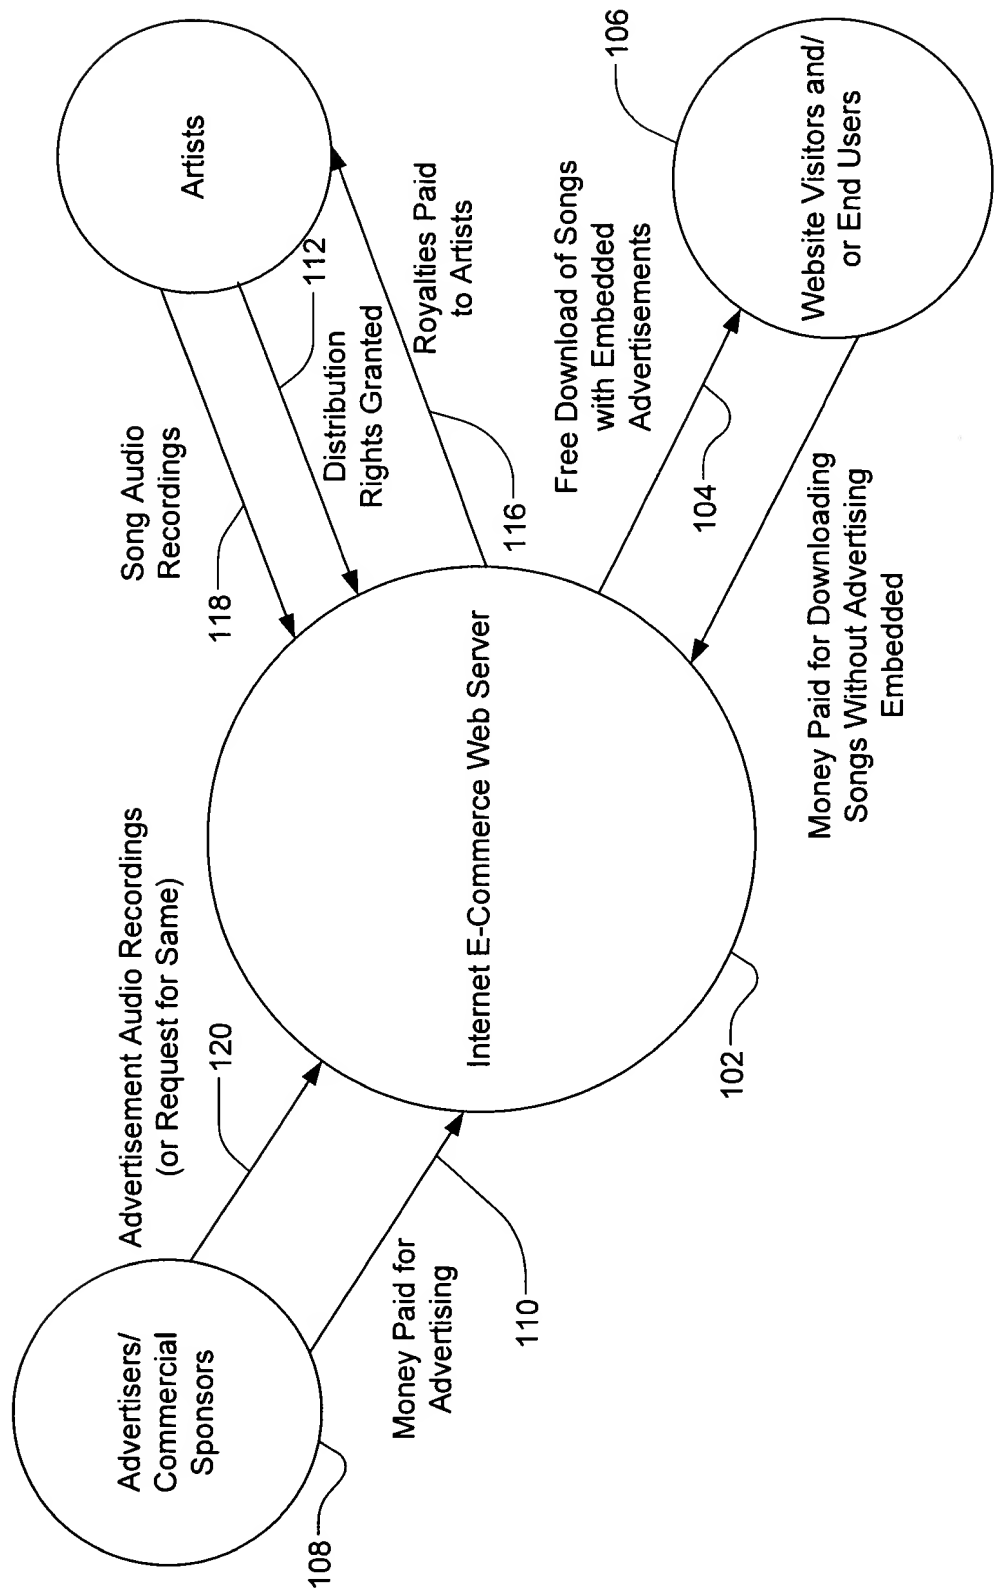 Advertisers/
Commercial
Sponsors
108
Advertisement Audio Recordings
(or Request for Same)
120
Money Paid for
Advertising
110
Internet E-Commerce Web Server
102
Song Audio
Recordings
118
Artists
112
Distribution
Rights Granted
Royalties Paid
to Artists
116
Free Download of Songs
with Embedded
Advertisements
104
106
Website Visitors and/
or End Users
Money Paid for Downloading
Songs Without Advertising
Embedded